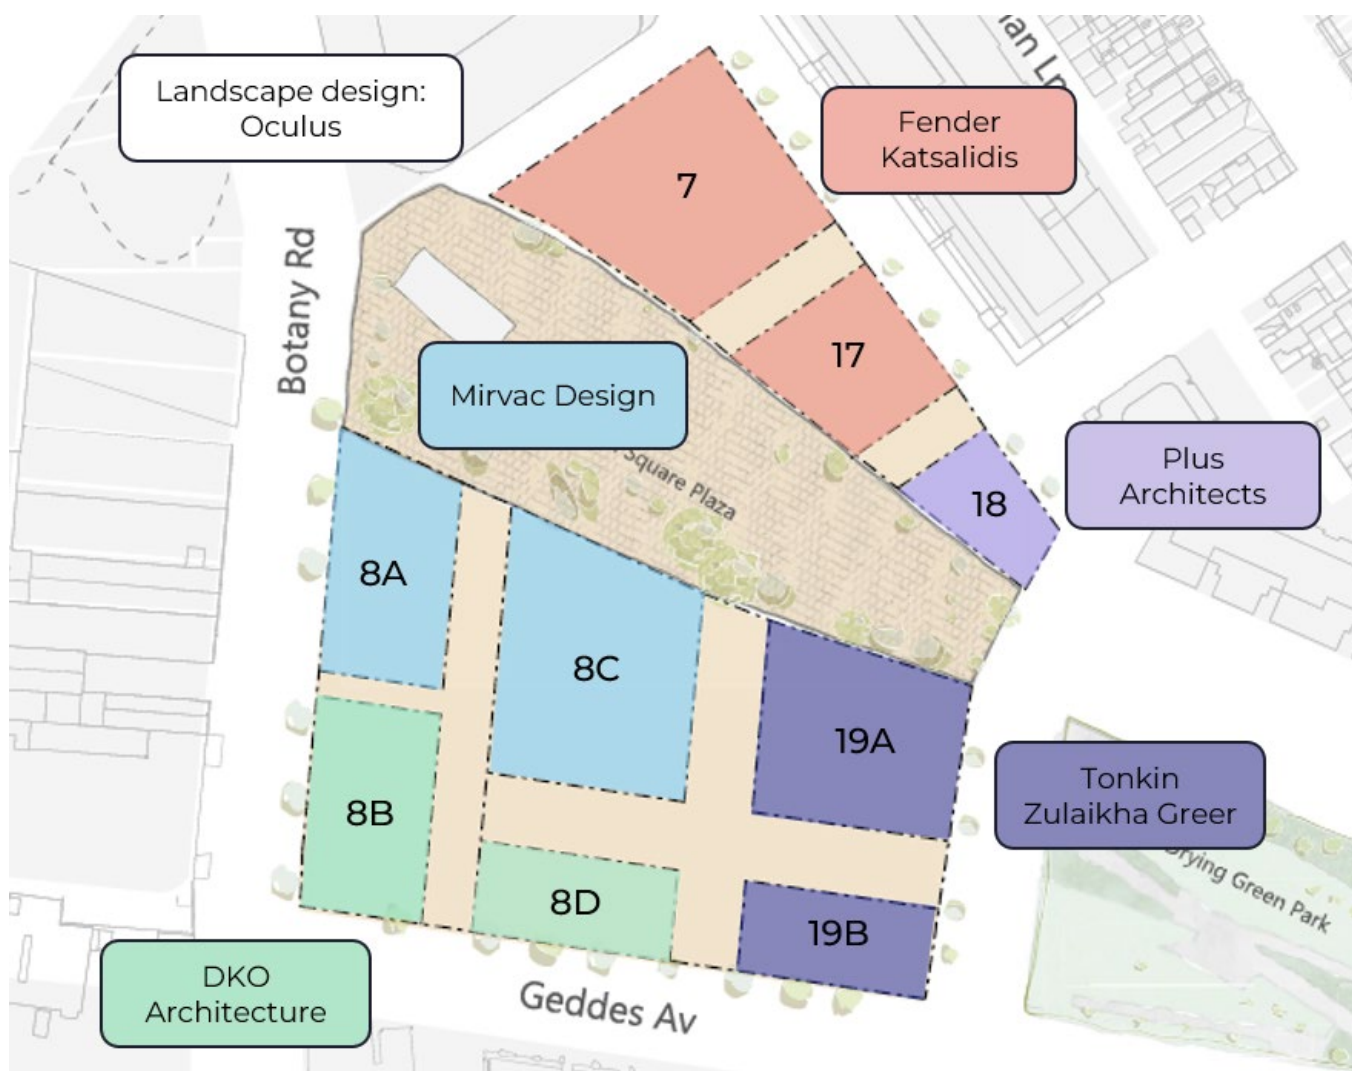 Landscape design:
Oculus
Fender
Katsalidis
7
Botany Rd
17
Mirvac Design
Square Plaza
Plus
Architects
18
8A
8C
19A
Tonkin
Zulaikha Greer
8B
Drying Green Park
8D
19B
DKO
Architecture
Geddes Av